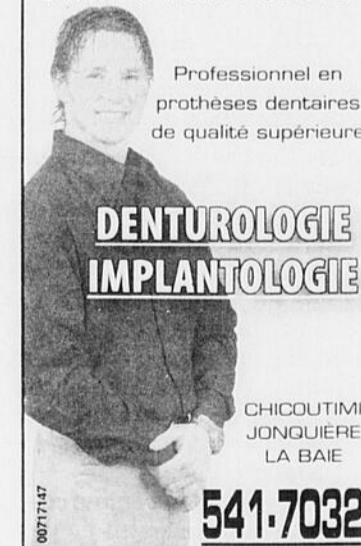 Professionnel en
prothèses dentaires
de qualité supérieure
DENTUROLOGIE
IMPLANTOLOGIE
CHICOUTIMI
JONQUIÈRE
LA BAIE
541-7032
00717147